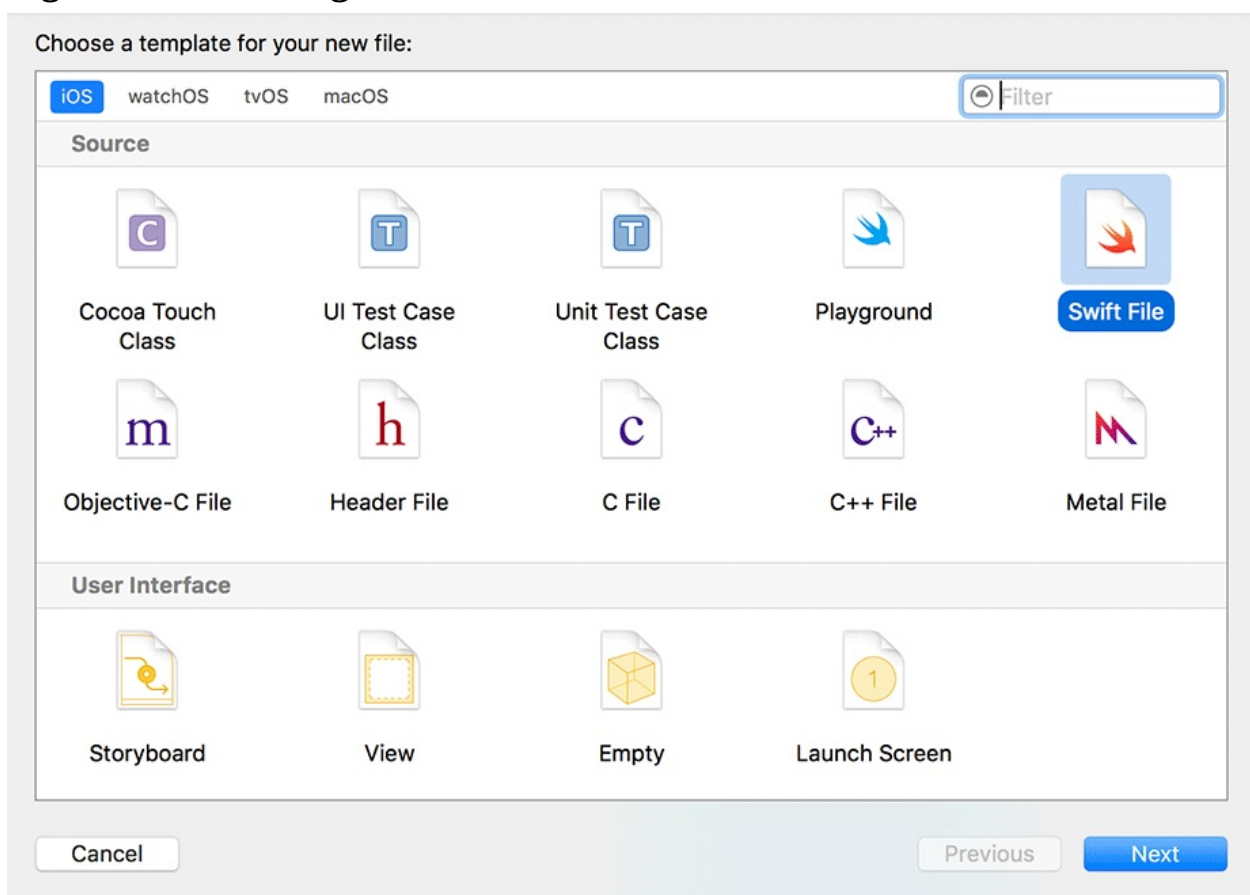 Choose a template for your new file:
iOS watchOS tvOS macOS Filter
Source
C T T
Cocoa Touch Class
UI Test Case Class
Unit Test Case Class
Playground
Swift File
m h c C++
Objective-C File Header File C File C++ File Metal File
User Interface
1
Storyboard View Empty Launch Screen
Cancel Previous Next